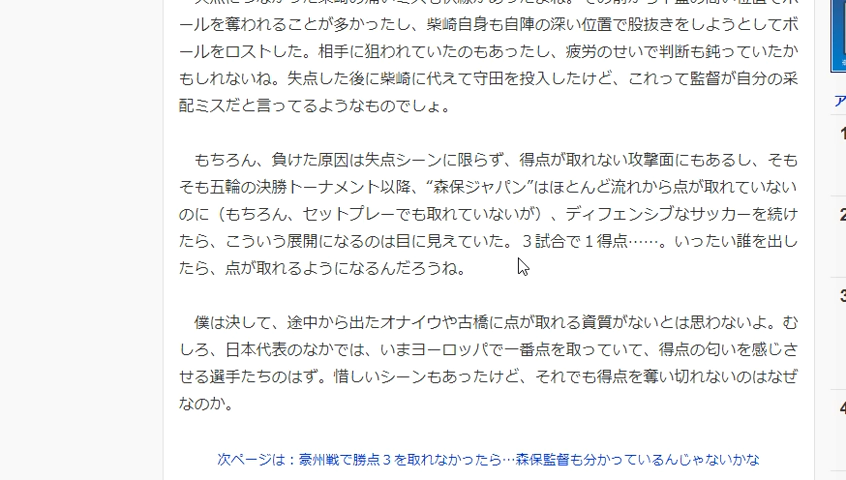 ールを奪われることが多かったし、柴崎自身も自陣の深い位置で股抜きをしようとしてボ
ールをロストした。相手に狙われていたのもあったし、疲労のせいで判断も鈍っていたか
もしれないね。失点した後に柴崎に代えて守田を投入したけど、これって監督が自分の采
配ミスだと言ってるようなものでしょ。
もちろん、負けた原因は失点シーンに限らず、得点が取れない攻撃面にもあるし、そも
そも五輪の決勝トーナメント以降、“森保ジャパン”はほとんど流れから点が取れていない
のに（もちろん、セットプレーでも取れていないが）、ディフェンシブなサッカーを続け
たら、こういう展開になるのは目に見えていた。３試合で１得点……。いったい誰を出し
たら、点が取れるようになるんだろうね。
僕は決して、途中から出たオナイウや古橋に点が取れる資質がないとは思わないよ。む
しろ、日本代表のなかでは、いまヨーロッパで一番点を取っていて、得点の匂いを感じさ
せる選手たちのはず。惜しいシーンもあったけど、それでも得点を奪い切れないのはなぜ
なのか。
次ページは：豪州戦で勝点３を取れなかったら…森保監督も分かっているんじゃないかな
ア
1
2
3
4